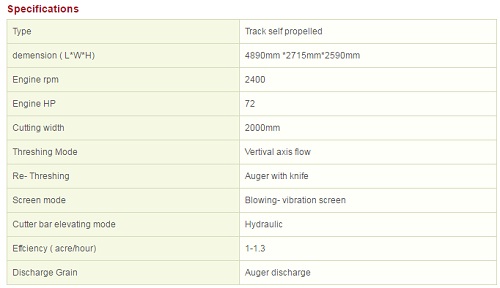 Specifications
Type Track self propelled
demension ( L*W*H) 4890mm *2715mm*2590mm
Engine rpm 2400
Engine HP 72
Cutting width 2000mm
Threshing Mode Vertival axis flow
Re- Threshing Auger with knife
Screen mode Blowing- vibration screen
Cutter bar elevating mode Hydraulic
Effciency ( acre/hour) 1-1.3
Discharge Grain Auger discharge